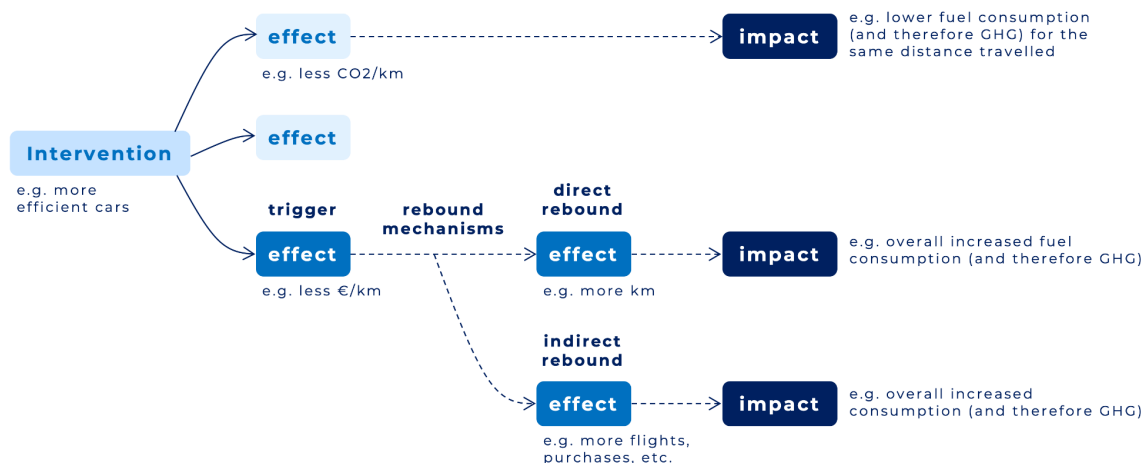 effect
impact
e.g. lower fuel consumption
(and therefore GHG) for the
same distance travelled
e.g. less CO2/km
effect
Intervention
e.g. more
efficient cars
trigger
rebound
mechanisms
direct
rebound
effect
effect
impact
e.g. overall increased fuel
consumption (and therefore GHG)
e.g. less €/km
e.g. more km
indirect
rebound
effect
impact
e.g. overall increased
consumption (and therefore GHG)
e.g. more flights,
purchases, etc.